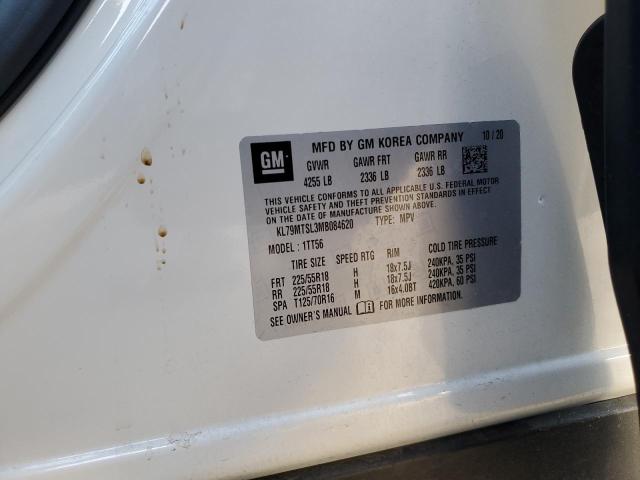 MFD BY GM KOREA COMPANY 10/20
GM
GVWR GAWR FRT GAWR RR
4255 LB 2336 LB 2336 LB
THIS VEHICLE CONFORMS TO ALL APPLICABLE U.S. FEDERAL MOTOR
VEHICLE SAFETY AND THEFT PREVENTION STANDARDS IN EFFECT
ON THE DATE OF MANUFACTURE SHOWN ABOVE.
KL79MTSL3MB084620 TYPE: MPV
MODEL: 1TT56
TIRE SIZE SPEED RTG RIM COLD TIRE PRESSURE
FRT 225/55R18 H 18x7.5J 240KPA, 35 PSI
RR 225/55R18 H 18x7.5J 240KPA, 35 PSI
SPA T125/70R16 M 16x4.0BT 420KPA, 60 PSI
SEE OWNER'S MANUAL FOR MORE INFORMATION.